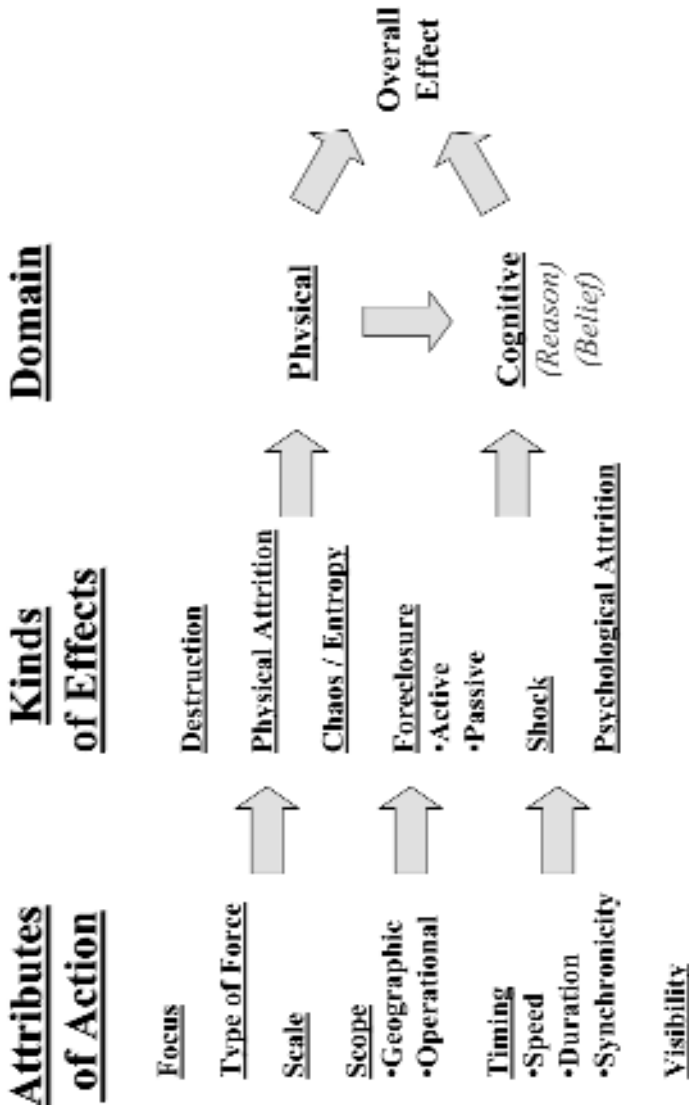 Attributes
of Action
Focus
Type of Force
Scale
Scope
•Geographic
•Operational
Timing
•Speed
•Duration
•Synchronicity
Visibility
Kinds
of Effects
Destruction
Physical Attrition
Chaos / Entropy
Foreclosure
•Active
•Passive
Shock
Psychological Attrition
Domain
Physical
Cognitive
(Reason)
(Belief)
Overall
Effect